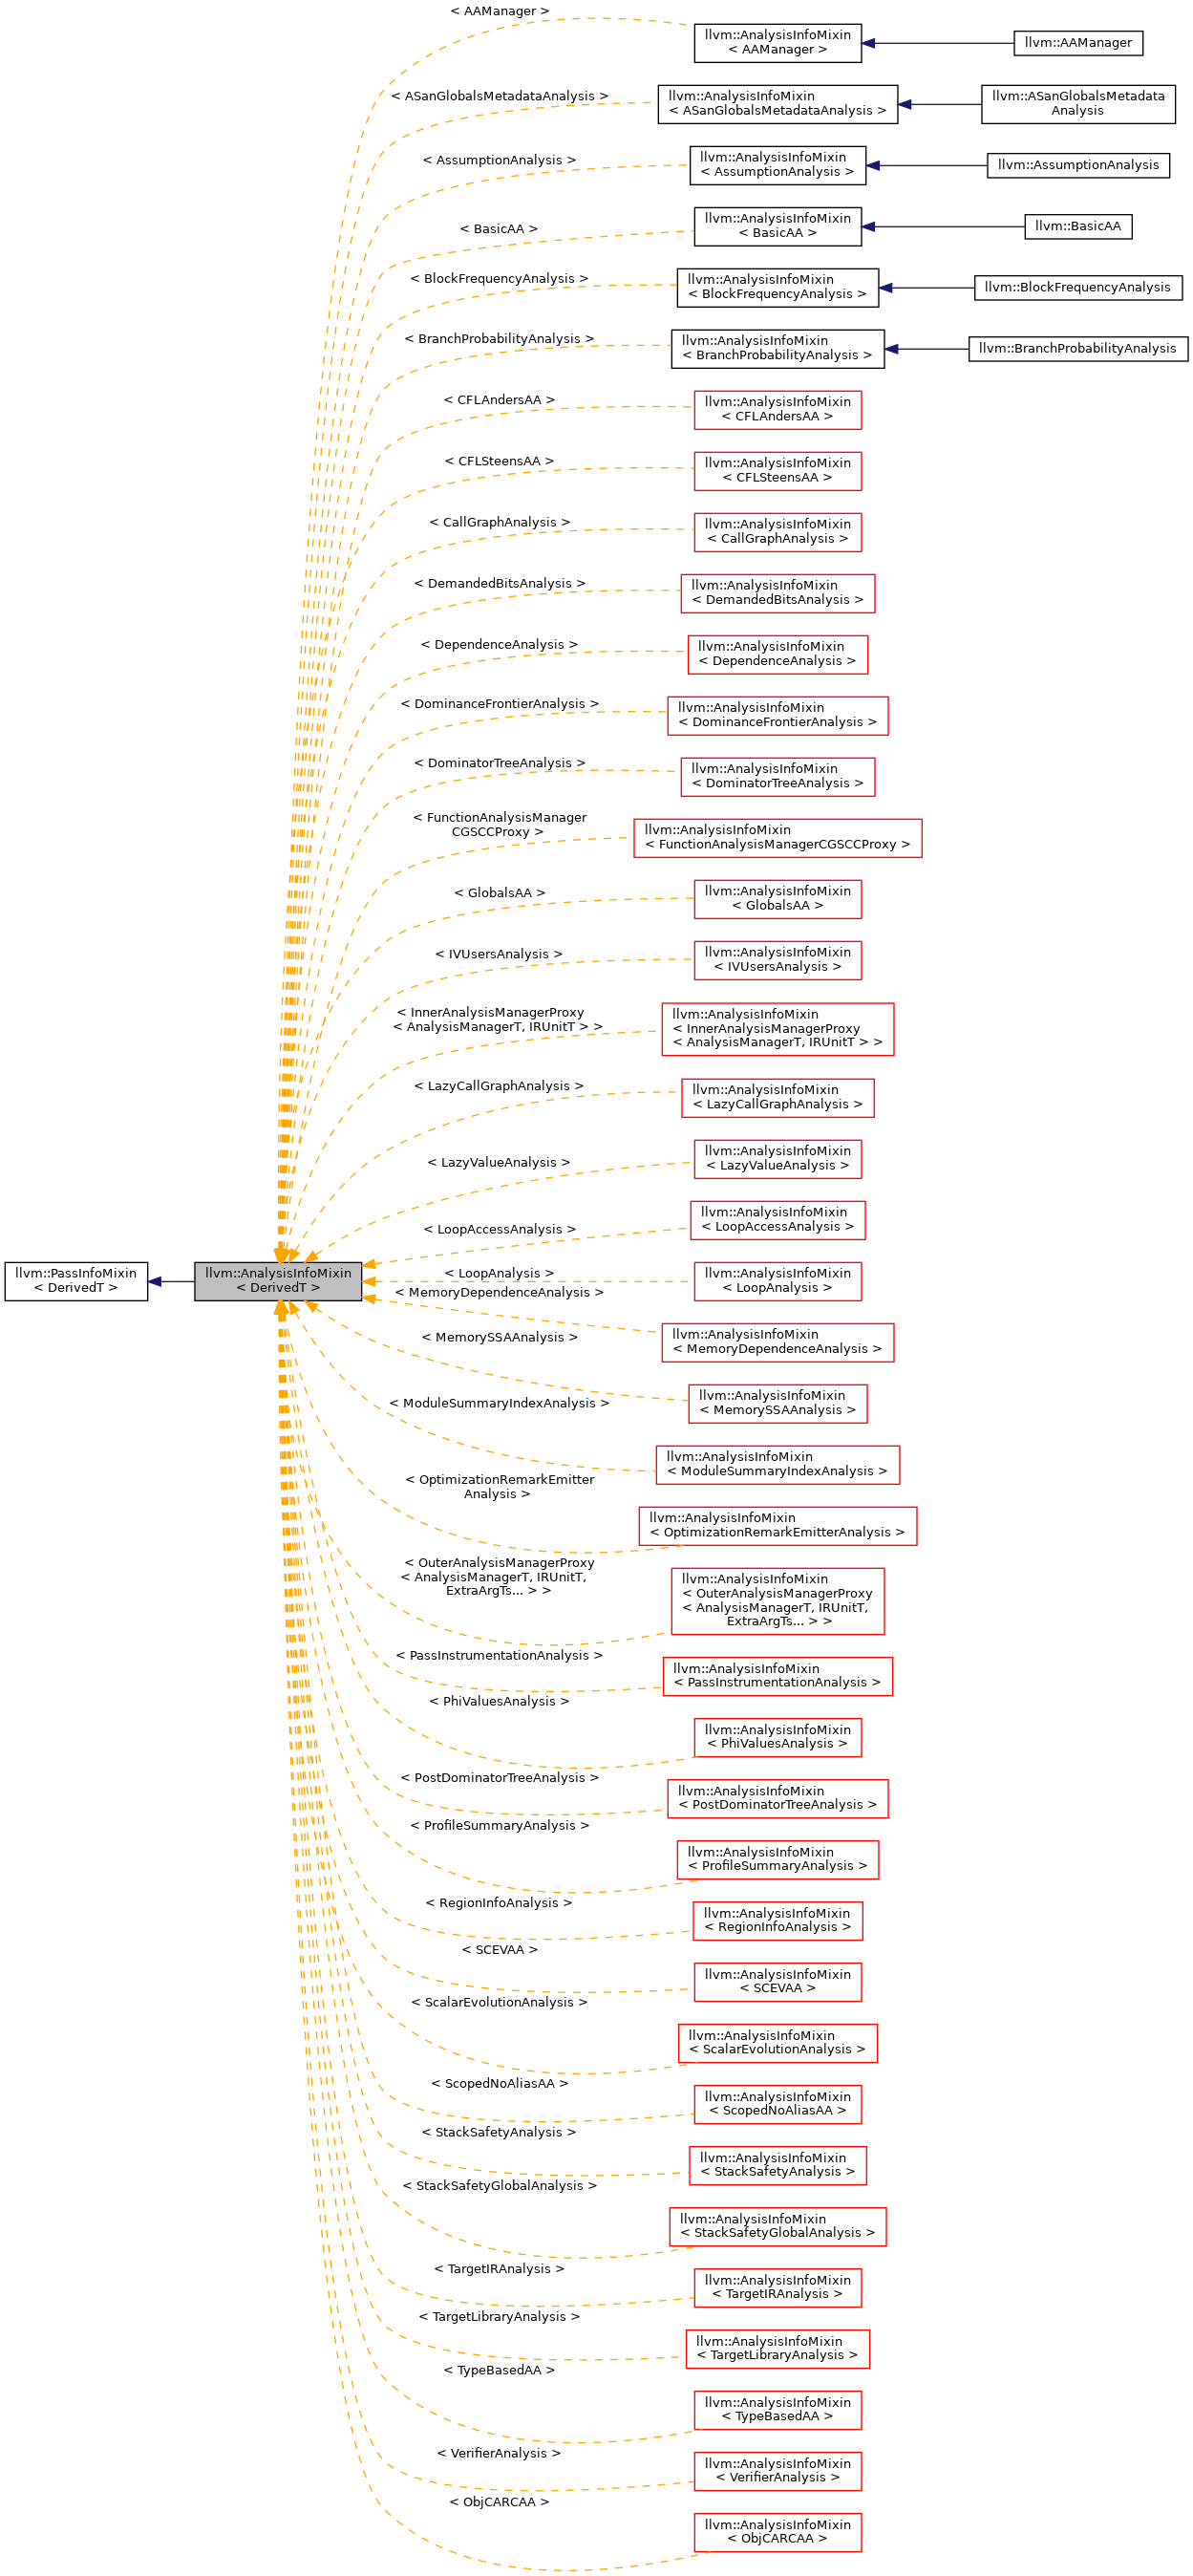 < AAManager >
llvm::AnalysisInfoMixin
< AAManager >
llvm::AAManager
< ASanGlobalsMetadataAnalysis >
llvm::AnalysisInfoMixin
< ASanGlobalsMetadataAnalysis >
llvm::ASanGlobalsMetadata
Analysis
< AssumptionAnalysis >
llvm::AnalysisInfoMixin
< AssumptionAnalysis >
llvm::AssumptionAnalysis
< BasicAA >
llvm::AnalysisInfoMixin
< BasicAA >
llvm::BasicAA
< BlockFrequencyAnalysis >
llvm::AnalysisInfoMixin
< BlockFrequencyAnalysis >
llvm::BlockFrequencyAnalysis
< BranchProbabilityAnalysis >
llvm::AnalysisInfoMixin
< BranchProbabilityAnalysis >
llvm::BranchProbabilityAnalysis
< CFLAndersAA >
llvm::AnalysisInfoMixin
< CFLAndersAA >
< CFLSteensAA >
llvm::AnalysisInfoMixin
< CFLSteensAA >
< CallGraphAnalysis >
llvm::AnalysisInfoMixin
< CallGraphAnalysis >
< DemandedBitsAnalysis >
llvm::AnalysisInfoMixin
< DemandedBitsAnalysis >
< DependenceAnalysis >
llvm::AnalysisInfoMixin
< DependenceAnalysis >
< DominanceFrontierAnalysis >
llvm::AnalysisInfoMixin
< DominanceFrontierAnalysis >
< DominatorTreeAnalysis >
llvm::AnalysisInfoMixin
< DominatorTreeAnalysis >
< FunctionAnalysisManager
CGSCCProxy >
llvm::AnalysisInfoMixin
< FunctionAnalysisManagerCGSCCProxy >
< GlobalsAA >
llvm::AnalysisInfoMixin
< GlobalsAA >
< IVUsersAnalysis >
llvm::AnalysisInfoMixin
< IVUsersAnalysis >
< InnerAnalysisManagerProxy
< AnalysisManagerT, IRUnitT > >
llvm::AnalysisInfoMixin
< InnerAnalysisManagerProxy
< AnalysisManagerT, IRUnitT > >
< LazyCallGraphAnalysis >
llvm::AnalysisInfoMixin
< LazyCallGraphAnalysis >
< LazyValueAnalysis >
llvm::AnalysisInfoMixin
< LazyValueAnalysis >
< LoopAccessAnalysis >
llvm::AnalysisInfoMixin
< LoopAccessAnalysis >
llvm::PassInfoMixin
< DerivedT >
llvm::AnalysisInfoMixin
< DerivedT >
< LoopAnalysis >
llvm::AnalysisInfoMixin
< LoopAnalysis >
< MemoryDependenceAnalysis >
llvm::AnalysisInfoMixin
< MemoryDependenceAnalysis >
< MemorySSAAnalysis >
llvm::AnalysisInfoMixin
< MemorySSAAnalysis >
< ModuleSummaryIndexAnalysis >
llvm::AnalysisInfoMixin
< ModuleSummaryIndexAnalysis >
< OptimizationRemarkEmitter
Analysis >
llvm::AnalysisInfoMixin
< OptimizationRemarkEmitterAnalysis >
< OuterAnalysisManagerProxy
< AnalysisManagerT, IRUnitT,
ExtraArgTs... > >
llvm::AnalysisInfoMixin
< OuterAnalysisManagerProxy
< AnalysisManagerT, IRUnitT,
ExtraArgTs... > >
< PassInstrumentationAnalysis >
llvm::AnalysisInfoMixin
< PassInstrumentationAnalysis >
< PhiValuesAnalysis >
llvm::AnalysisInfoMixin
< PhiValuesAnalysis >
< PostDominatorTreeAnalysis >
llvm::AnalysisInfoMixin
< PostDominatorTreeAnalysis >
< ProfileSummaryAnalysis >
llvm::AnalysisInfoMixin
< ProfileSummaryAnalysis >
< RegionInfoAnalysis >
llvm::AnalysisInfoMixin
< RegionInfoAnalysis >
< SCEVAA >
llvm::AnalysisInfoMixin
< SCEVAA >
< ScalarEvolutionAnalysis >
llvm::AnalysisInfoMixin
< ScalarEvolutionAnalysis >
< ScopedNoAliasAA >
llvm::AnalysisInfoMixin
< ScopedNoAliasAA >
< StackSafetyAnalysis >
llvm::AnalysisInfoMixin
< StackSafetyAnalysis >
< StackSafetyGlobalAnalysis >
llvm::AnalysisInfoMixin
< StackSafetyGlobalAnalysis >
< TargetIRAnalysis >
llvm::AnalysisInfoMixin
< TargetIRAnalysis >
< TargetLibraryAnalysis >
llvm::AnalysisInfoMixin
< TargetLibraryAnalysis >
< TypeBasedAA >
llvm::AnalysisInfoMixin
< TypeBasedAA >
< VerifierAnalysis >
llvm::AnalysisInfoMixin
< VerifierAnalysis >
< ObjCARCAA >
llvm::AnalysisInfoMixin
< ObjCARCAA >